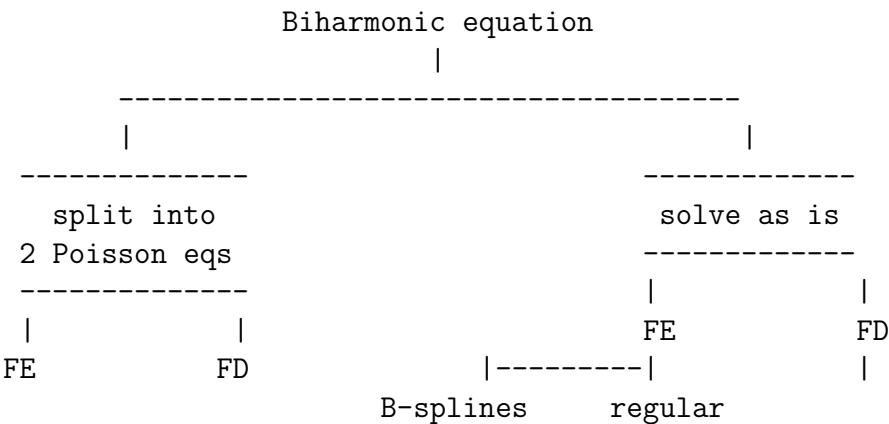 Biharmonic equation
|
--------------------------------------
| |
-------------- -------------
split into solve as is
2 Poisson eqs -------------
-------------- | |
| | FE FD
FE FD |---------| |
B-splines regular